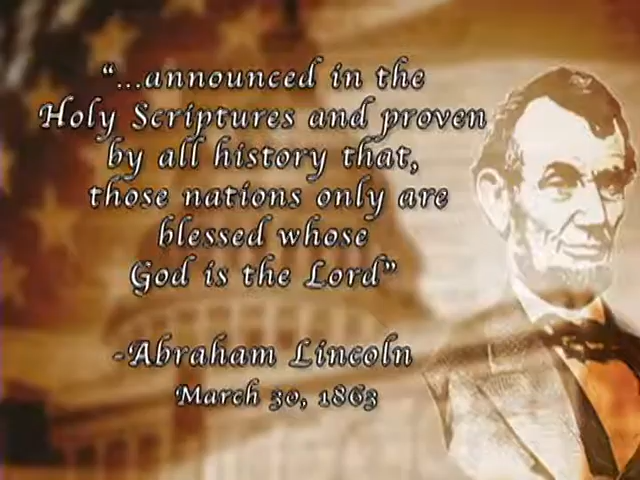 “...announced in the
Holy Scriptures and proven
by all history that,
those nations only are
blessed whose
God is the Lord”
-Abraham Lincoln
March 30, 1863